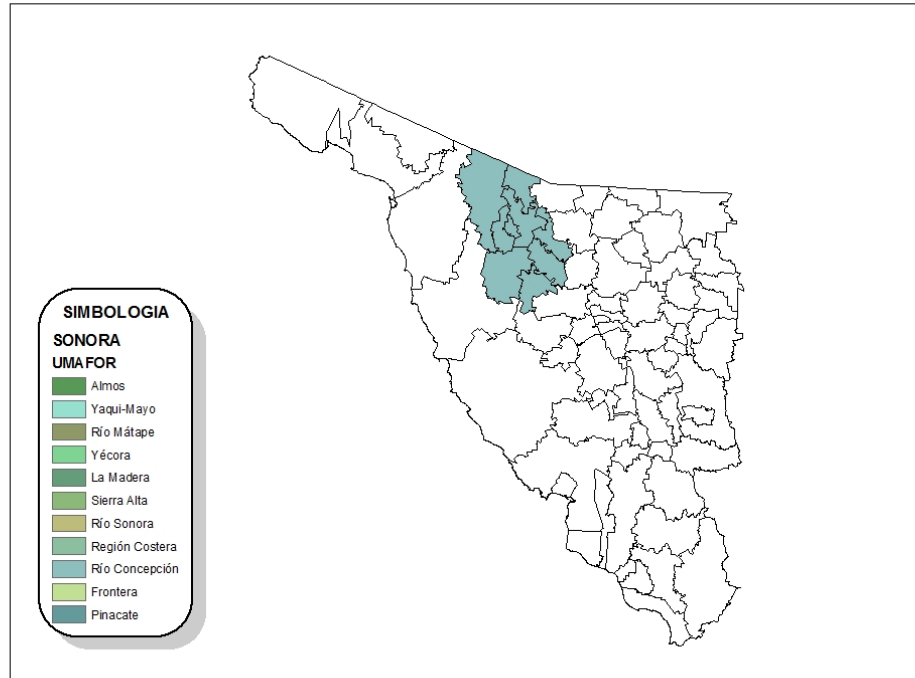 SIMBOLOGIA
SONORA
UMAFOR
Almos
Yaqui-Mayo
Río Mátape
Yécora
La Madera
Sierra Alta
Río Sonora
Región Costera
Río Concepción
Frontera
Pinacate